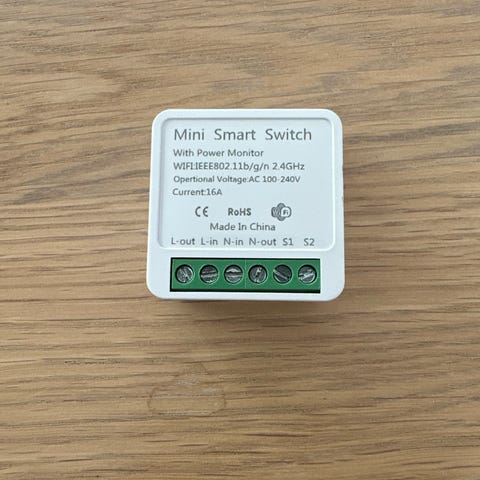 Mini Smart Switch
With Power Monitor
WIFI:IEEE802.11b/g/n 2.4GHz
Opertional Voltage:AC 100-240V
Current:16A
CE RoHS WiFi
Made In China
L-out L-in N-in N-out S1 S2